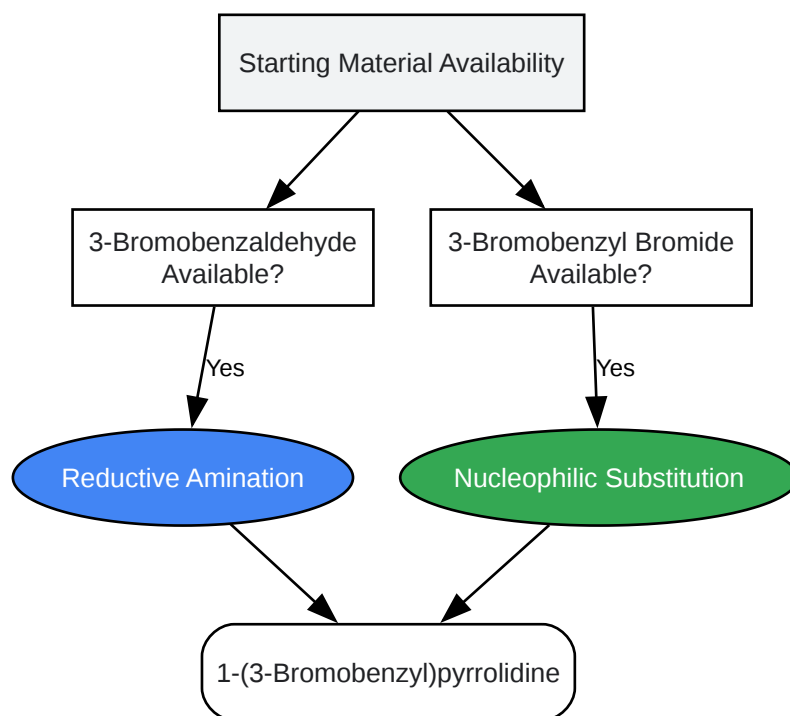 Starting Material Availability
3-Bromobenzaldehyde
Available?
3-Bromobenzyl Bromide
Available?
Yes
Yes
Reductive Amination
Nucleophilic Substitution
1-(3-Bromobenzyl)pyrrolidine